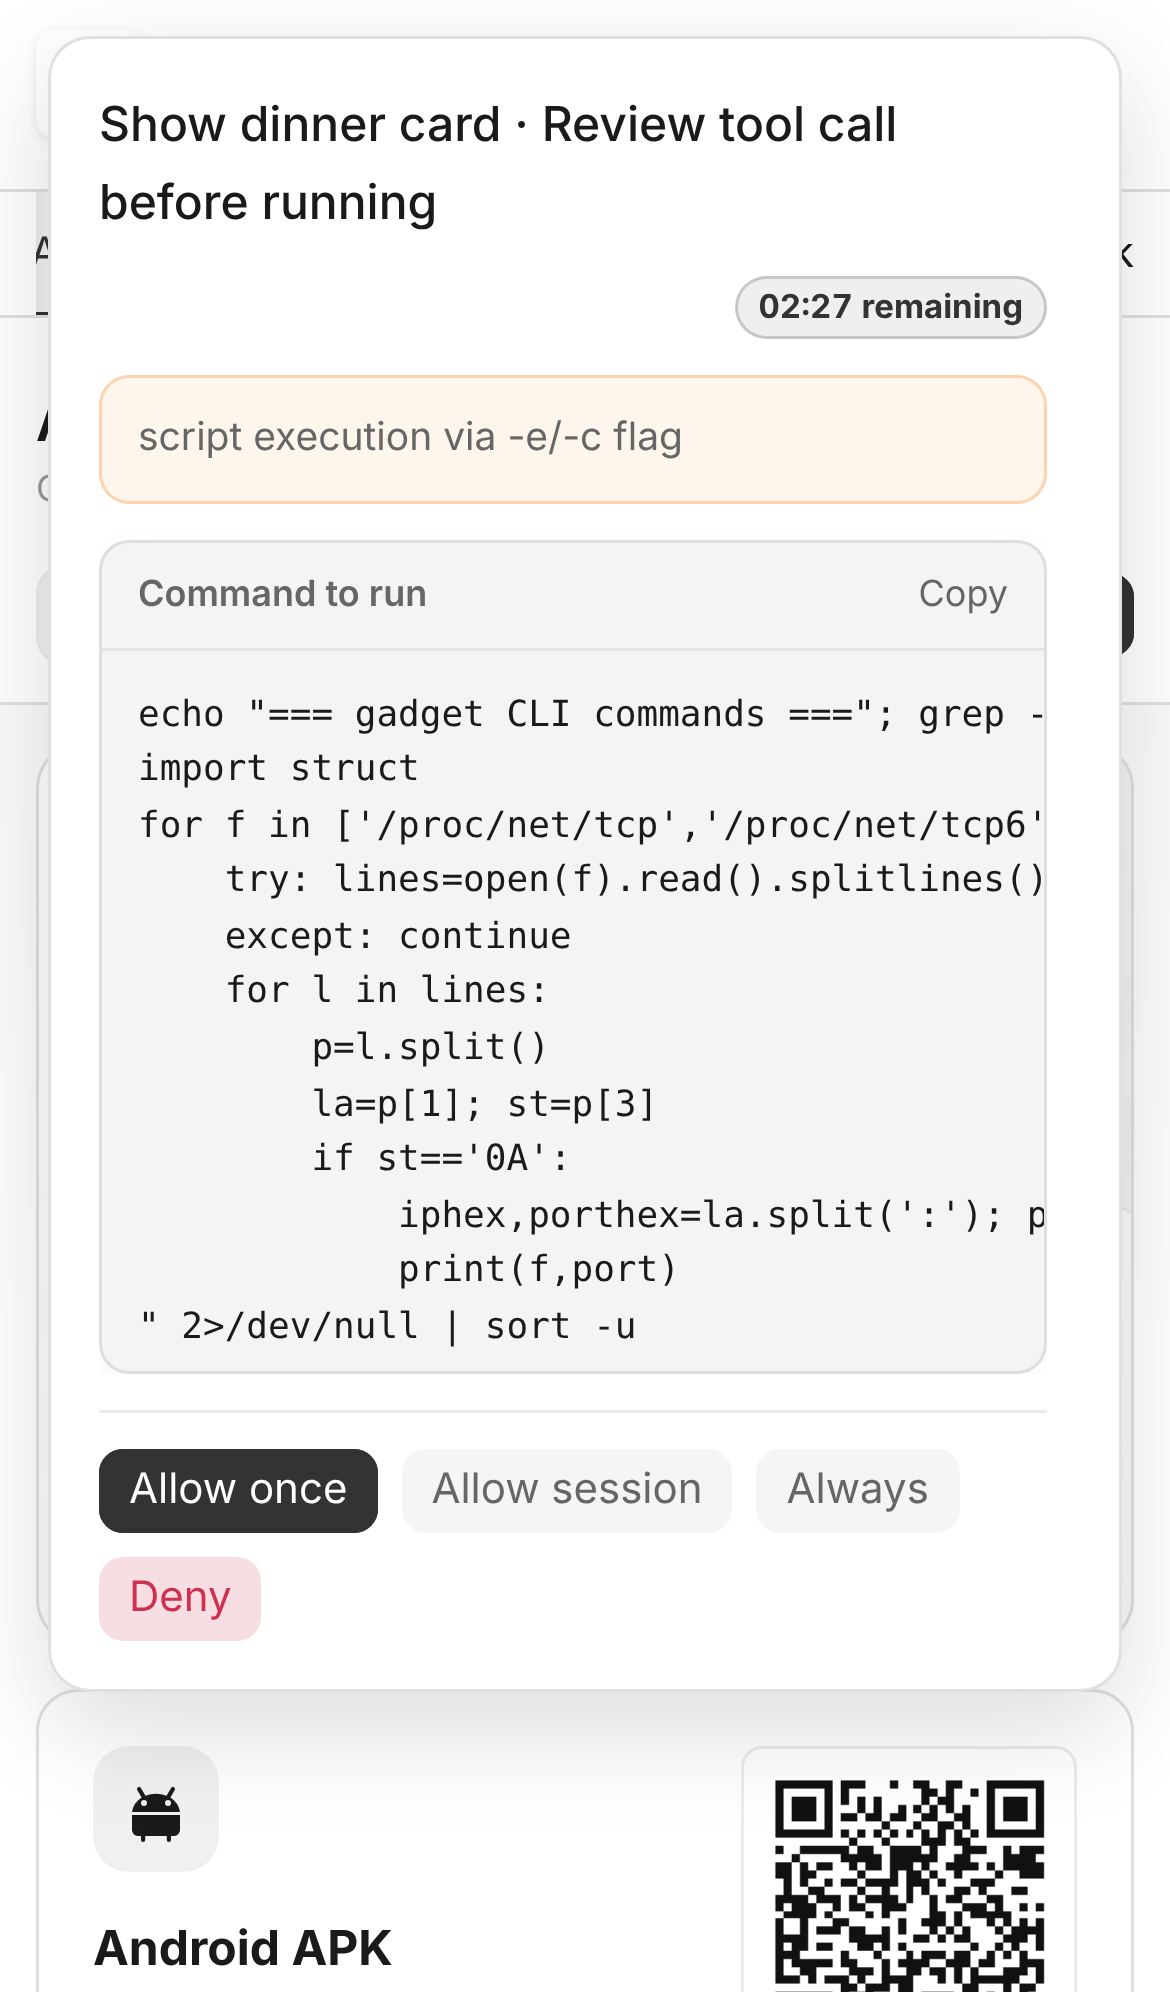 Show dinner card · Review tool call
before running
02:27 remaining
script execution via -e/-c flag
Command to run
Copy
echo "=== gadget CLI commands ==="; grep -
import struct
for f in ['/proc/net/tcp','/proc/net/tcp6'
    try: lines=open(f).read().splitlines()
    except: continue
    for l in lines:
        p=l.split()
        la=p[1]; st=p[3]
        if st=='0A':
            iphex,porthex=la.split(':'); p
            print(f,port)
" 2>/dev/null | sort -u
Allow once
Allow session
Always
Deny
Android APK